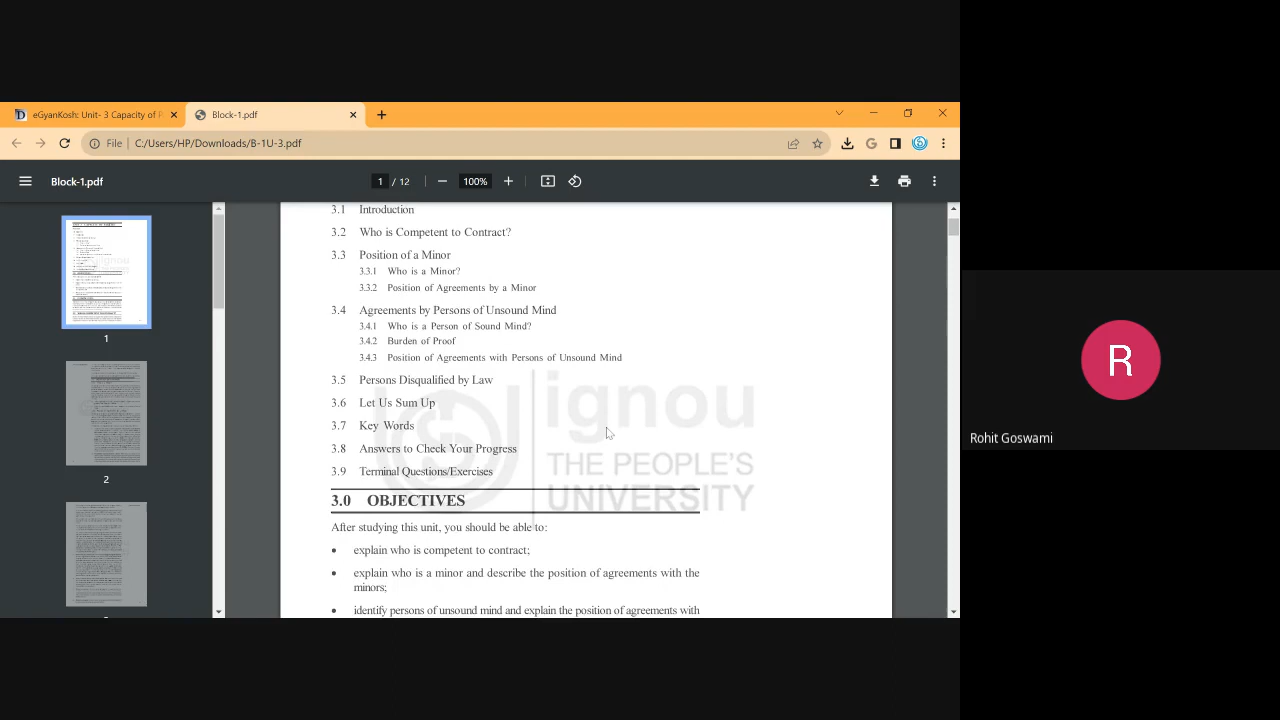 eGyanKosh: Unit- 3 Capacity of
Block-1.pdf
File
C:/Users/HP/Downloads/B-1U-3.pdf
Block-1.pdf
1 / 12
100%
3.1 Introduction
3.2 Who is Competent to Contract?
3.3 Position of a Minor
3.3.1 Who is a Minor?
3.3.2 Position of Agreements by a Minor
3.4 Agreements by Persons of Unsound Mind
3.4.1 Who is a Person of Sound Mind?
3.4.2 Burden of Proof
3.4.3 Position of Agreements with Persons of Unsound Mind
3.5 Persons Disqualified by Law
3.6 Let Us Sum Up
3.7 Key Words
3.8 Answers to Check Your Progress
3.9 Terminal Questions/Exercises
ignou
THE PEOPLE'S
UNIVERSITY
3.0 OBJECTIVES
After studying this unit, you should be able to:
• explain who is competent to contact;
• explain who is a minor and describe the position of agreements with the
minors;
• identify persons of unsound mind and explain the position of agreements with
1
2
R
Rohit Goswami